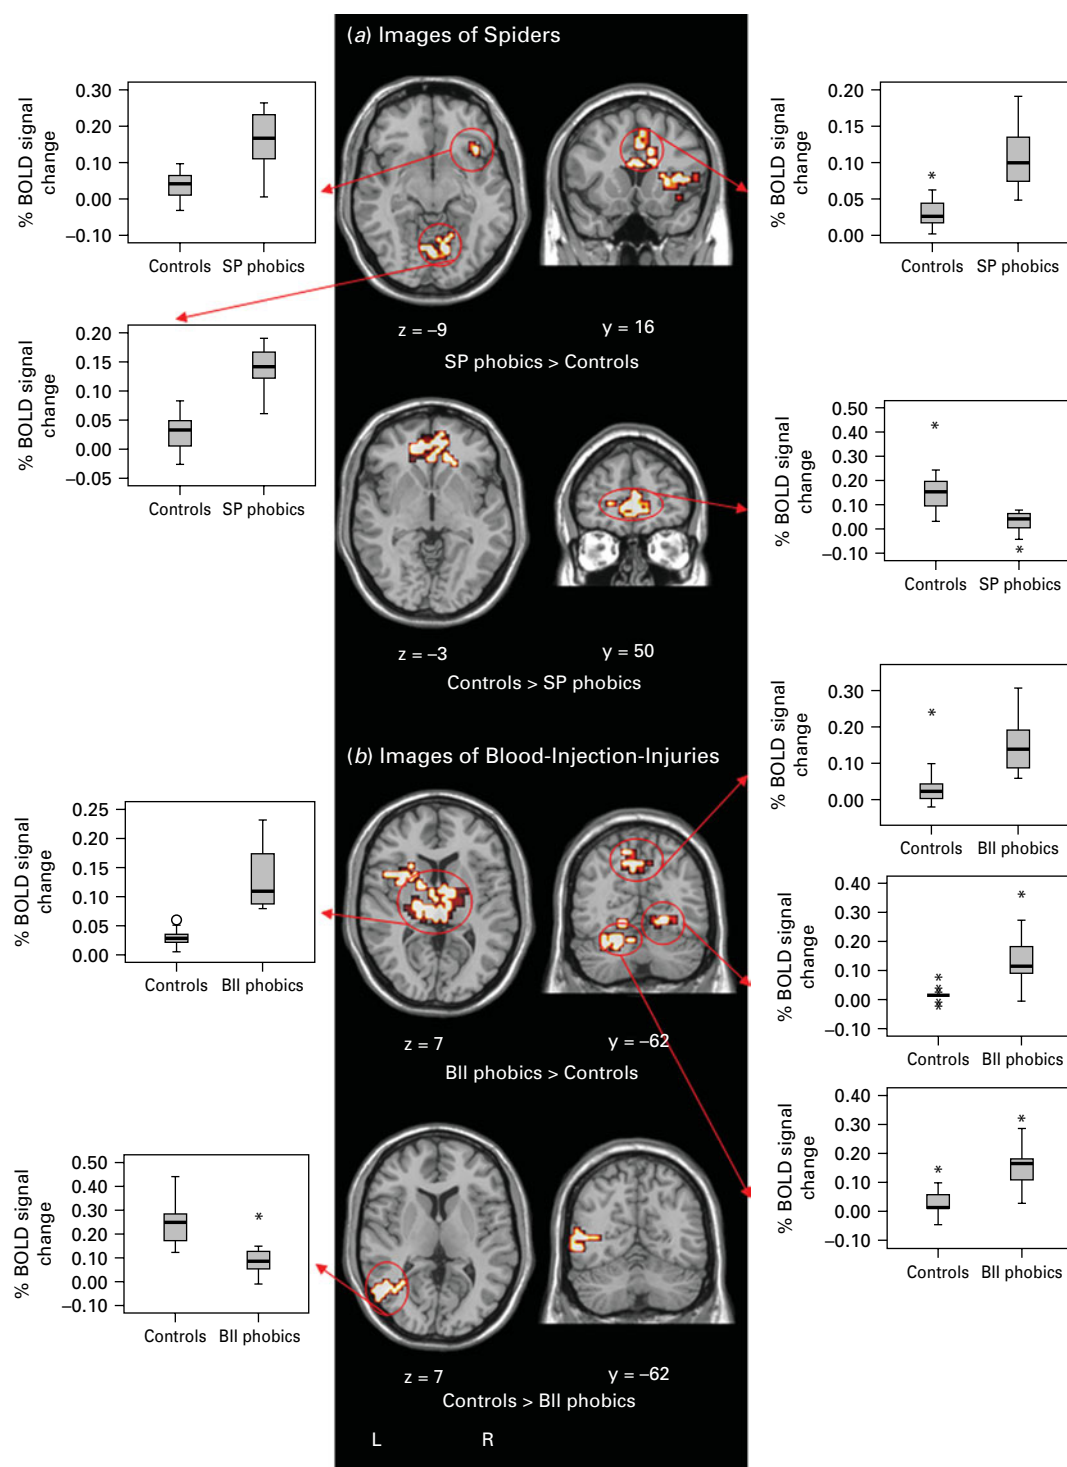 (a) Images of Spiders
% BOLD signal
change
0.30
0.20
0.10
0.00
–0.10
Controls SP phobics
% BOLD signal
change
0.20
0.15
0.10
0.05
0.00
Controls SP phobics
z = –9 y = 16
SP phobics > Controls
% BOLD signal
change
0.20
0.15
0.10
0.05
0.00
–0.05
Controls SP phobics
% BOLD signal
change
0.50
0.40
0.30
0.20
0.10
0.00
–0.10
Controls SP phobics
z = –3 y = 50
Controls > SP phobics
(b) Images of Blood-Injection-Injuries
% BOLD signal
change
0.30
0.20
0.10
0.00
Controls BII phobics
% BOLD signal
change
0.25
0.20
0.15
0.10
0.05
0.00
Controls BII phobics
% BOLD signal
change
0.40
0.30
0.20
0.10
0.00
–0.10
Controls BII phobics
z = 7 y = –62
BII phobics > Controls
% BOLD signal
change
0.40
0.30
0.20
0.10
0.00
–0.10
Controls BII phobics
% BOLD signal
change
0.50
0.40
0.30
0.20
0.10
0.00
–0.10
Controls BII phobics
z = 7 y = –62
Controls > BII phobics
L R